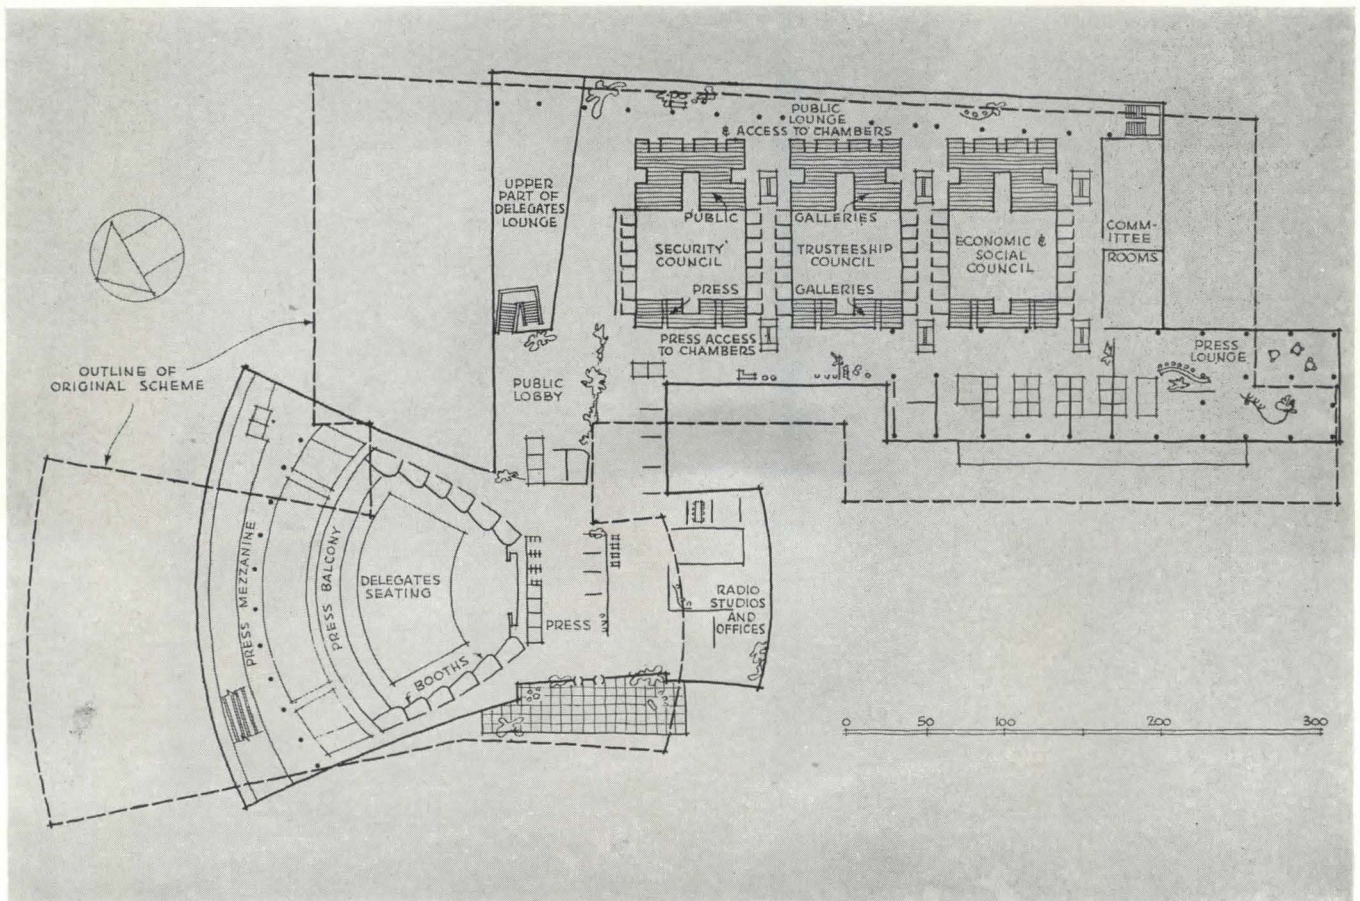 PUBLIC
LOUNGE
& ACCESS TO CHAMBERS
UPPER
PART OF
DELEGATES
LOUNGE
PUBLIC
GALLERIES
SECURITY
COUNCIL
TRUSTEESHIP
COUNCIL
ECONOMIC &
SOCIAL
COUNCIL
COMM-
ITTEE
ROOMS
PRESS
GALLERIES
PRESS ACCESS
TO CHAMBERS
PRESS
LOUNGE
OUTLINE OF
ORIGINAL SCHEME
PUBLIC
LOBBY
PRESS MEZZANINE
PRESS BALCONY
DELEGATES
SEATING
PRESS
BOOTHS
RADIO
STUDIOS
AND
OFFICES
0 50 100 200 300